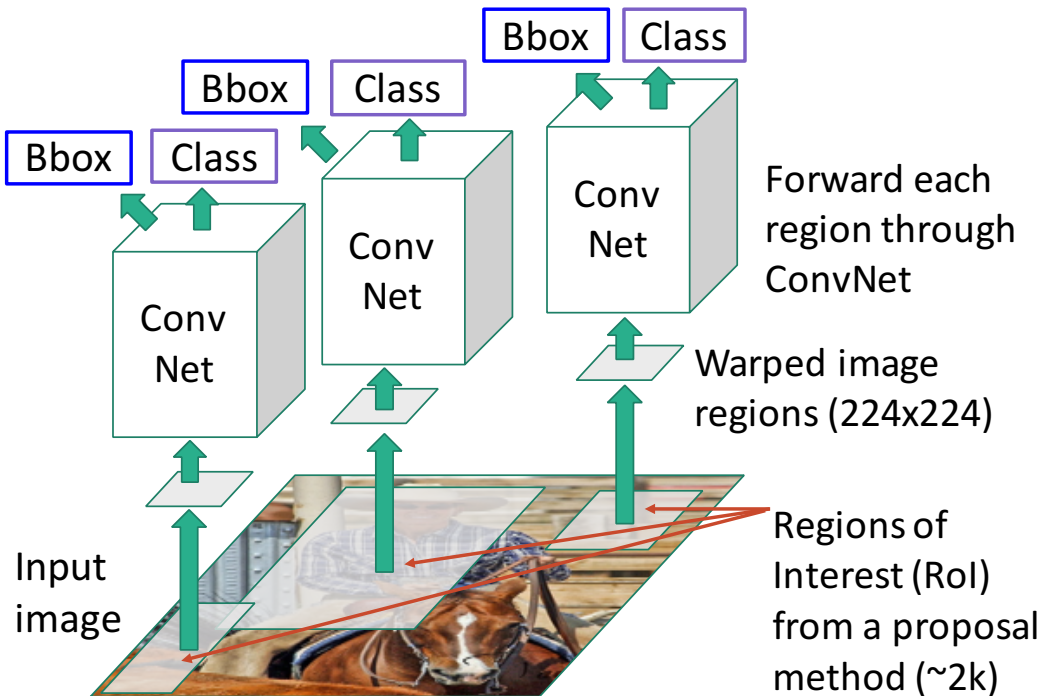 Bbox
Class
Bbox
Class
Bbox
Class
Conv
Net
Conv
Net
Conv
Net
Forward each
region through
ConvNet
Warped image
regions (224x224)
Input
image
Regions of
Interest (RoI)
from a proposal
method (~2k)